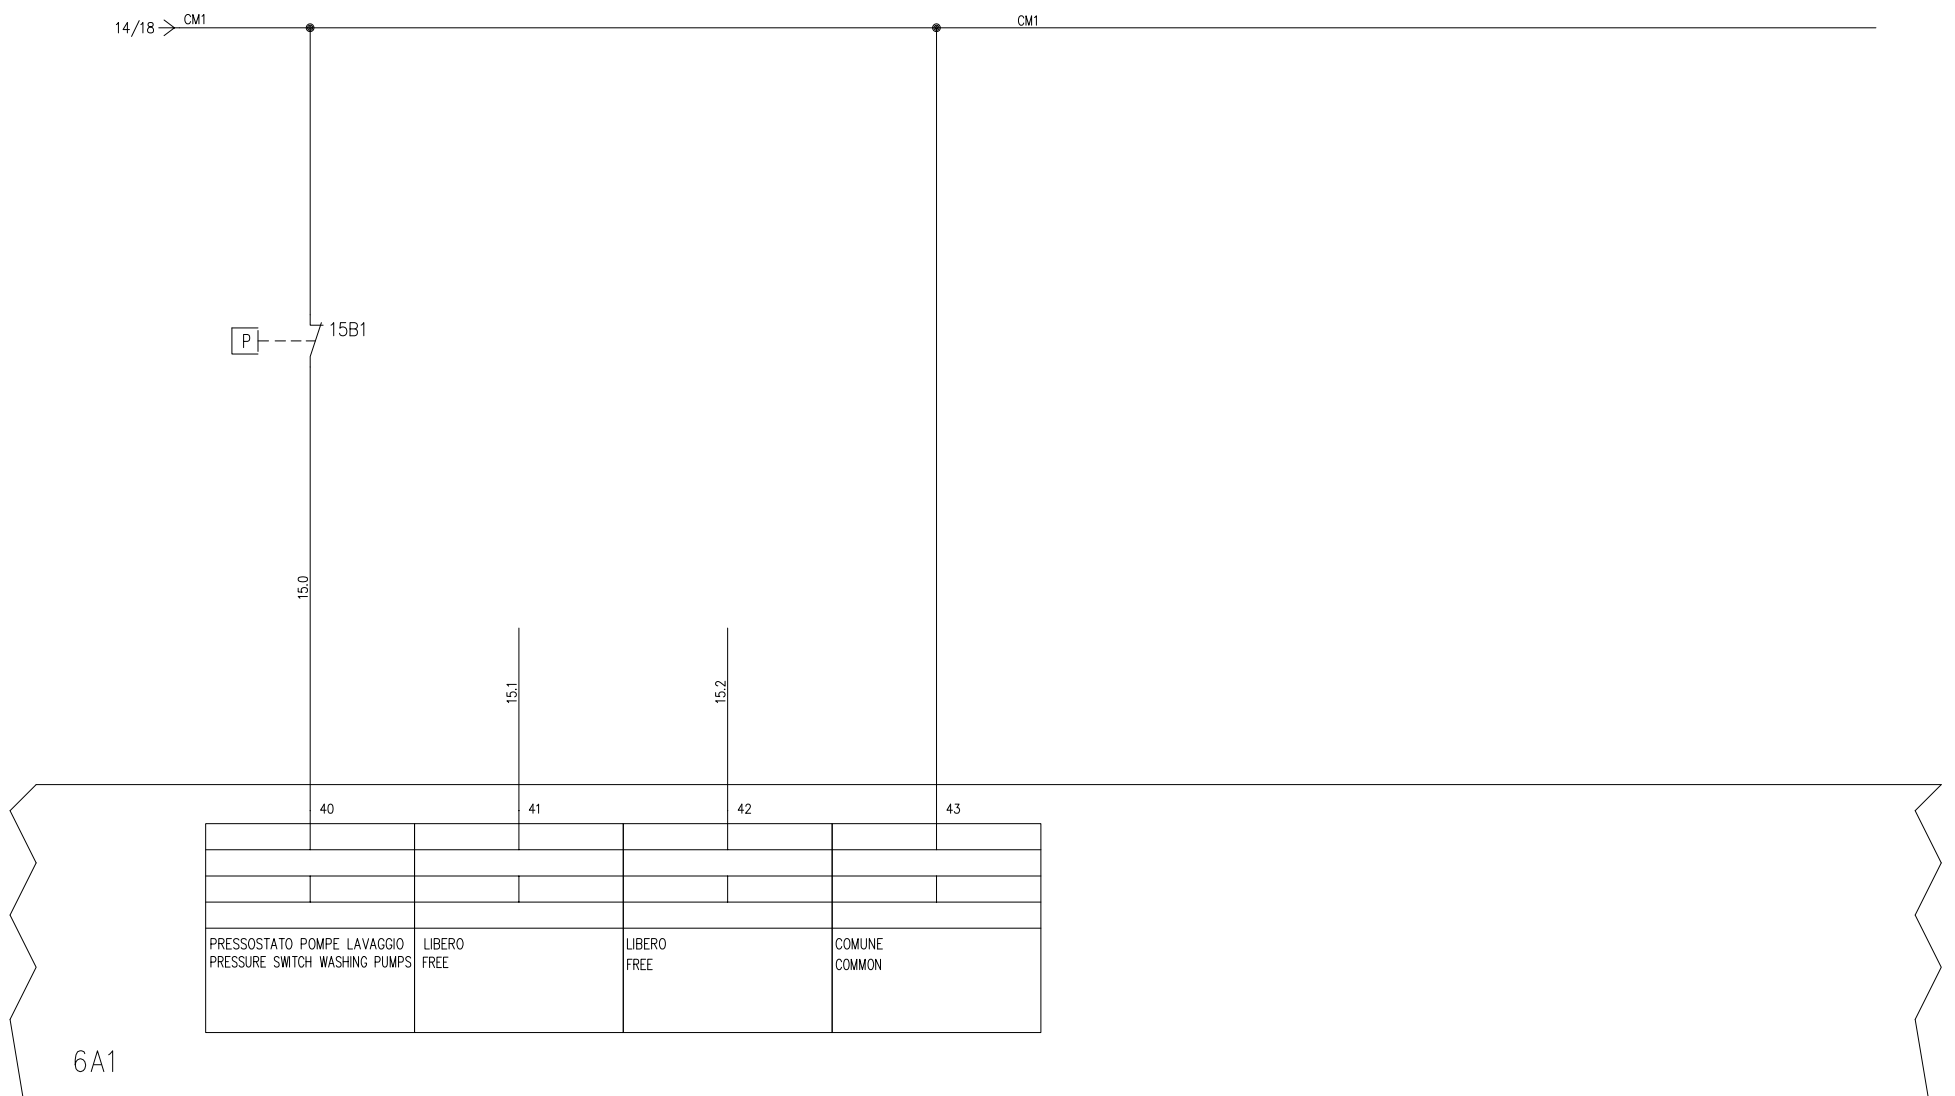 14/18
CM1
CM1
P
15B1
15.0
15.1
15.2
40
41
42
43
PRESSOSTATO POMPE LAVAGGIO
PRESSURE SWITCH WASHING PUMPS
LIBERO
FREE
LIBERO
FREE
COMUNE
COMMON
6A1